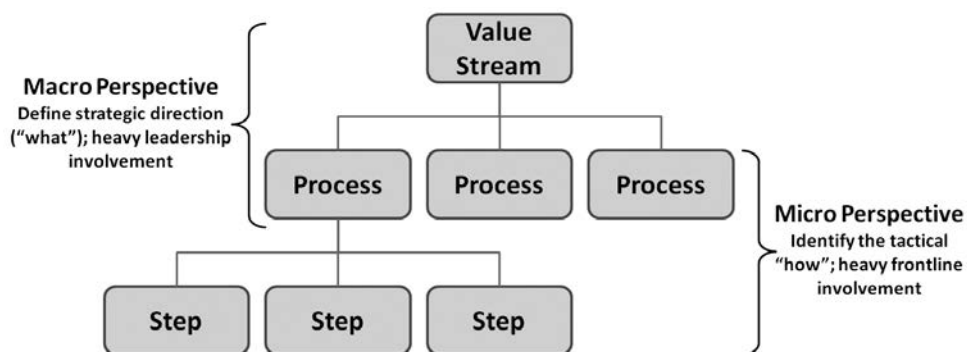 Value
Stream
Macro Perspective
Define strategic direction
(“what”); heavy leadership
involvement
Process
Process
Process
Micro Perspective
Identify the tactical
“how”; heavy frontline
involvement
Step
Step
Step